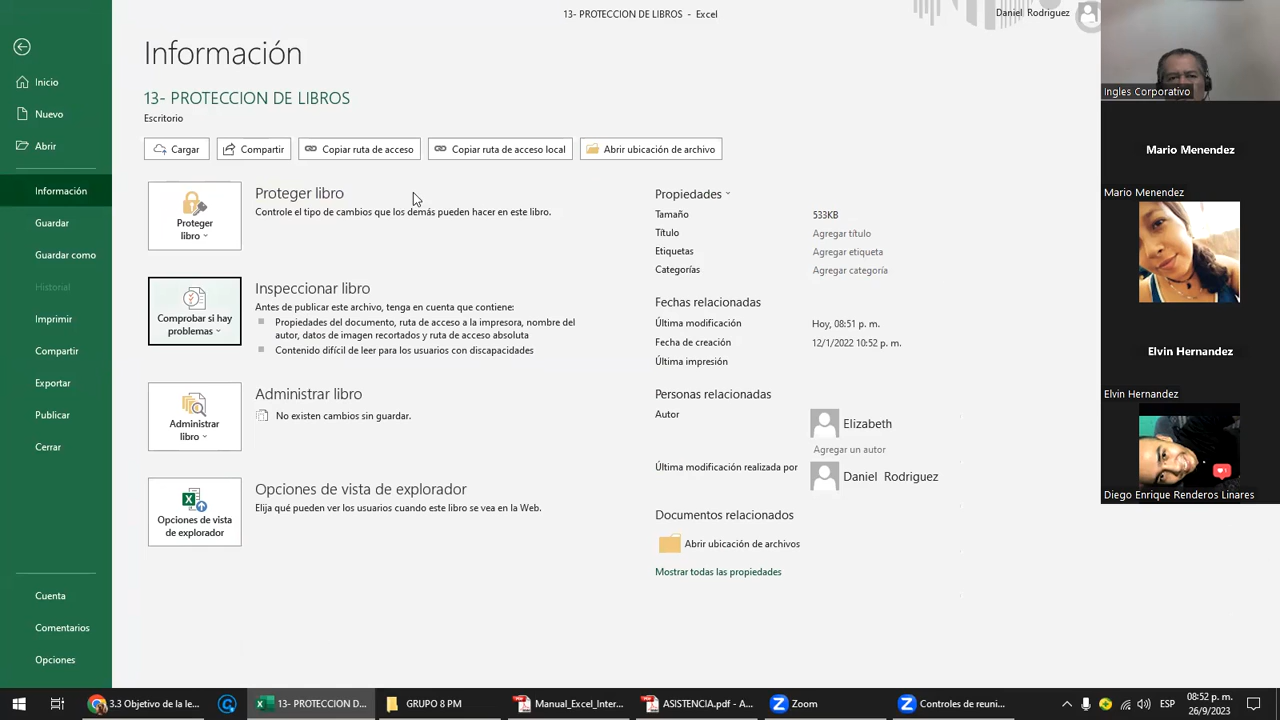 13- PROTECCION DE LIBROS - Excel
Daniel Rodriguez
Información
13- PROTECCION DE LIBROS
Escritorio
Inicio
Nuevo
Abrir
Información
Guardar
Guardar como
Historial
Imprimir
Compartir
Exportar
Publicar
Cerrar
Cuenta
Comentarios
Opciones
Cargar
Compartir
Copiar ruta de acceso
Copiar ruta de acceso local
Abrir ubicación de archivo
Proteger
libro
Proteger libro
Controle el tipo de cambios que los demás pueden hacer en este libro.
Comprobar si hay
problemas
Inspeccionar libro
Antes de publicar este archivo, tenga en cuenta que contiene:
Propiedades del documento, ruta de acceso a la impresora, nombre del
autor, datos de imagen recortados y ruta de acceso absoluta
Contenido difícil de leer para los usuarios con discapacidades
Administrar
libro
Administrar libro
No existen cambios sin guardar.
Opciones de vista
de explorador
Opciones de vista de explorador
Elija qué pueden ver los usuarios cuando este libro se vea en la Web.
Propiedades
Tamaño 533KB
Título Agregar título
Etiquetas Agregar etiqueta
Categorías Agregar categoría
Fechas relacionadas
Última modificación Hoy, 08:51 p. m.
Fecha de creación 12/1/2022 10:52 p. m.
Última impresión
Personas relacionadas
Autor Elizabeth
Agregar un autor
Última modificación realizada por Daniel Rodriguez
Documentos relacionados
Abrir ubicación de archivos
Mostrar todas las propiedades
Ingles Corporativo
Mario Menendez
Mario Menendez
Elvin Hernandez
Elvin Hernandez
Diego Enrique Renderos Linares
3.3 Objetivo de la le...
13- PROTECCION D...
GRUPO 8 PM
Manual_Excel_Inter...
ASISTENCIA.pdf - A...
Zoom
Controles de reuni...
ESP
08:52 p. m.
26/9/2023